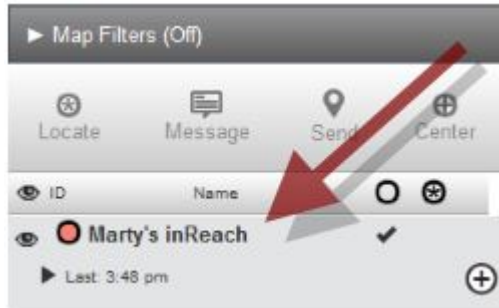 ► Map Filters (Off)
Locate Message Send Center
ID Name
Marty's inReach
► Last: 3:48 pm